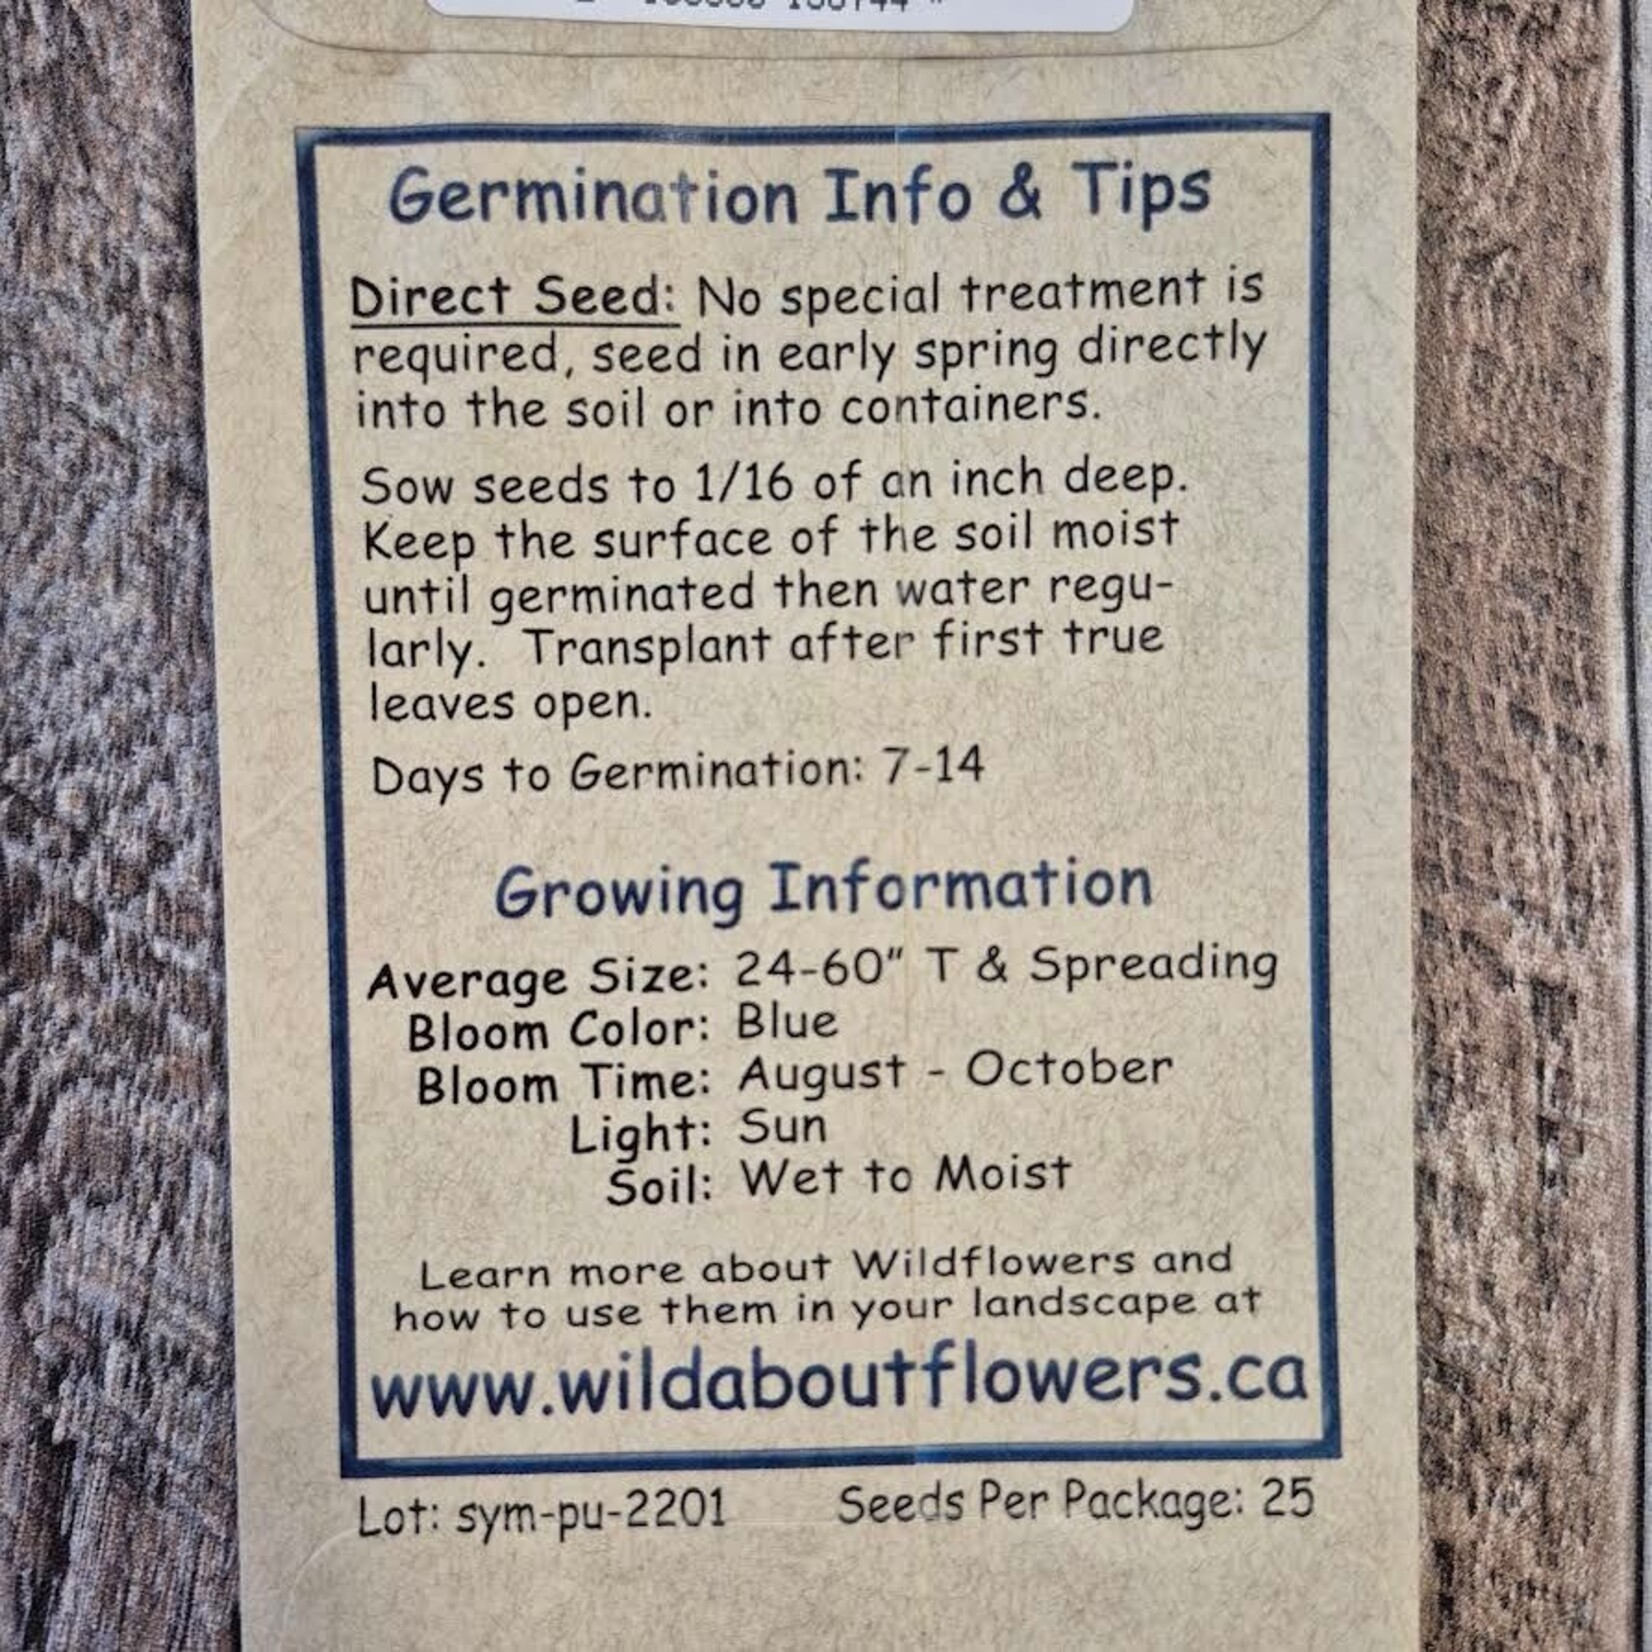 Germination Info & Tips
Direct Seed: No special treatment is
required, seed in early spring directly
into the soil or into containers.
Sow seeds to 1/16 of an inch deep.
Keep the surface of the soil moist
until germinated then water regu-
larly. Transplant after first true
leaves open.
Days to Germination: 7-14
Growing Information
Average Size: 24-60" T & Spreading
Bloom Color: Blue
Bloom Time: August - October
Light: Sun
Soil: Wet to Moist
Learn more about Wildflowers and
how to use them in your landscape at
www.wildaboutflowers.ca
Lot: sym-pu-2201 Seeds Per Package: 25